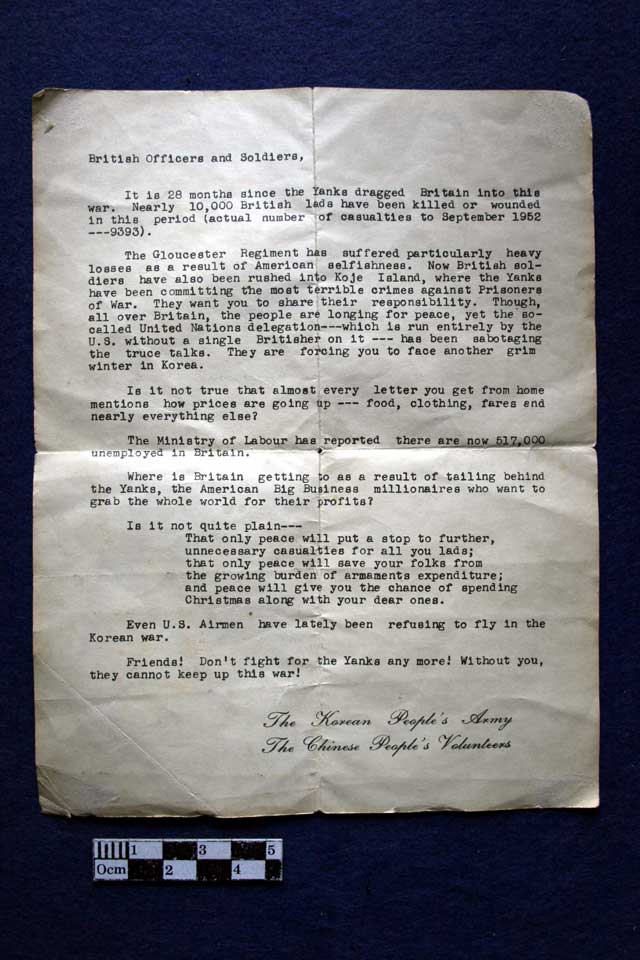 British Officers and Soldiers,
It is 28 months since the Yanks dragged Britain into this
war. Nearly 10,000 British lads have been killed or wounded
in this period (actual number of casualties to September 1952
---9393).
The Gloucester Regiment has suffered particularly heavy
losses as a result of American selfishness. Now British sol-
diers have also been rushed into Koje Island, where the Yanks
have been committing the most terrible crimes against Prisoners
of War. They want you to share their responsibility. Though,
all over Britain, the people are longing for peace, yet the so-
called United Nations delegation---which is run entirely by the
U.S. without a single Britisher on it --- has been sabotaging
the truce talks. They are forcing you to face another grim
winter in Korea.
Is it not true that almost every letter you get from home
mentions how prices are going up --- food, clothing, fares and
nearly everything else?
The Ministry of Labour has reported there are now 517,000
unemployed in Britain.
Where is Britain getting to as a result of tailing behind
the Yanks, the American Big Business millionaires who want to
grab the whole world for their profits?
Is it not quite plain---
That only peace will put a stop to further,
unnecessary casualties for all you lads;
that only peace will save your folks from
the growing burden of armaments expenditure;
and peace will give you the chance of spending
Christmas along with your dear ones.
Even U.S. Airmen have lately been refusing to fly in the
Korean war.
Friends! Don't fight for the Yanks any more! Without you,
they cannot keep up this war!
The Korean People's Army
The Chinese People's Volunteers
1 3 5
0cm 2 4